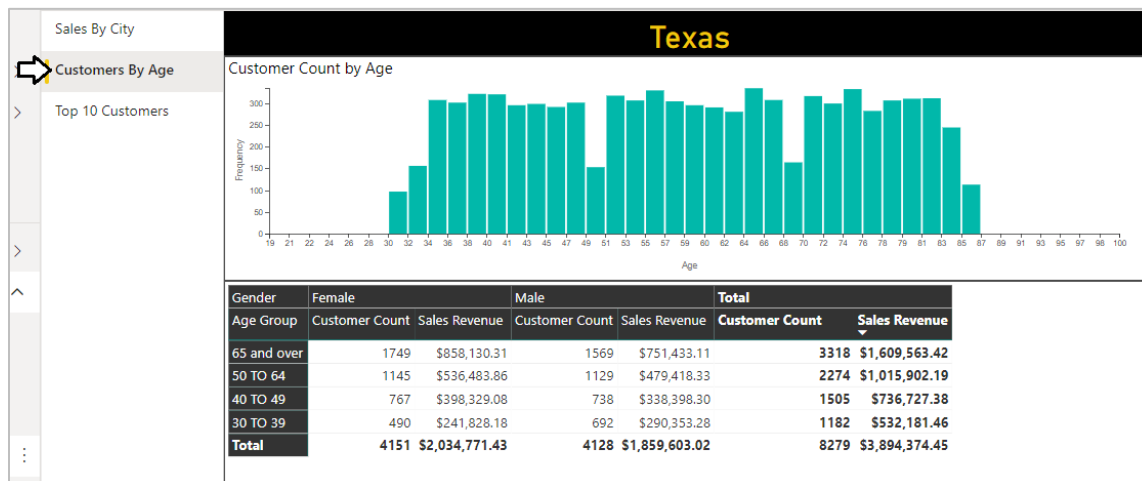 Sales By City
Customers By Age
Top 10 Customers
Texas
Customer Count by Age
Frequency
300
250
200
150
100
50
0
19 21 22 24 26 28 30 32 34 36 38 40 41 43 45 47 49 51 53 55 57 59 60 62 64 66 68 70 72 74 76 78 79 81 83 85 87 89 91 93 95 97 98 100
Age
Gender Female Male Total
Age Group Customer Count Sales Revenue Customer Count Sales Revenue Customer Count Sales Revenue
65 and over 1749 $858,130.31 1569 $751,433.11 3318 $1,609,563.42
50 TO 64 1145 $536,483.86 1129 $479,418.33 2274 $1,015,902.19
40 TO 49 767 $398,329.08 738 $338,398.30 1505 $736,727.38
30 TO 39 490 $241,828.18 692 $290,353.28 1182 $532,181.46
Total 4151 $2,034,771.43 4128 $1,859,603.02 8279 $3,894,374.45